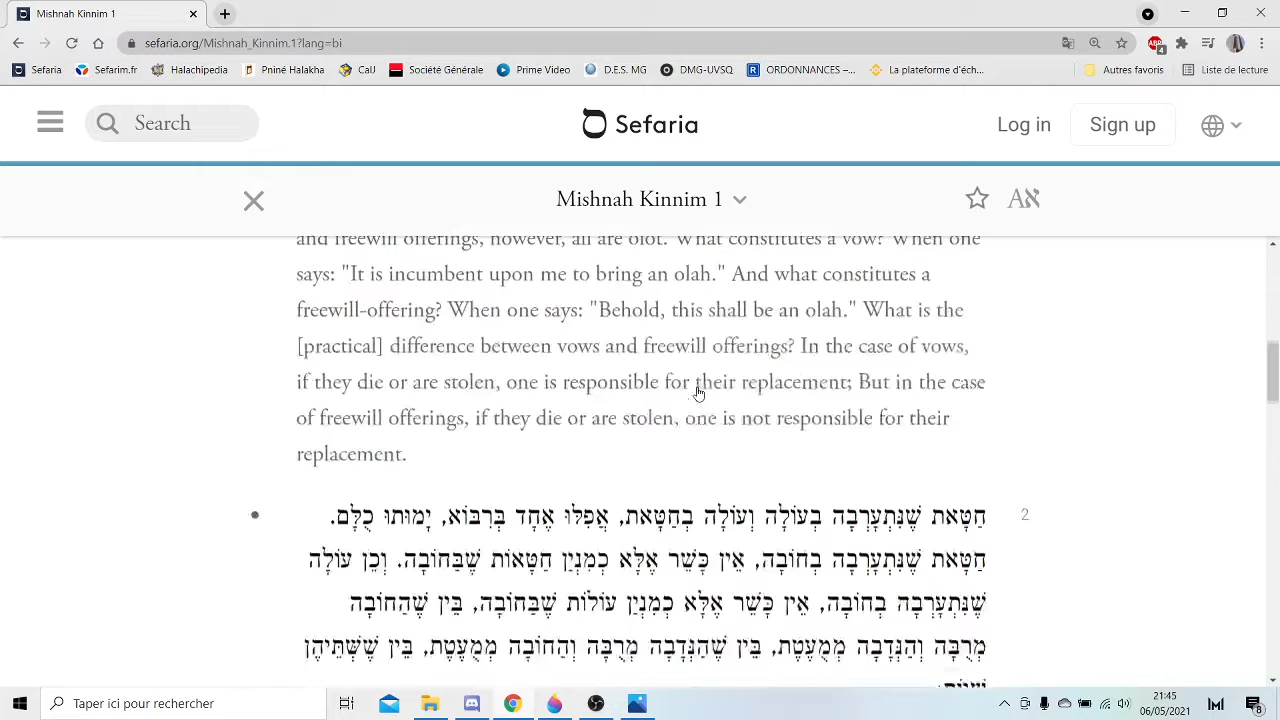 Mishnah Kinnim 1
sefaria.org/Mishnah_Kinnim.1?lang=bi
Sefaria
Sefarim
Halachipedia
Pniné Halakha
CaU
Société Générale
Prime Video
D.E.S. MG
DMG-UVSQ
ORDONNANCES –...
La plateforme d'éch...
Autres favoris
Liste de lecture
Search
Sefaria
Log in
Sign up
Mishnah Kinnim 1
Aא
and freewill offerings, however, all are olot. What constitutes a vow? When one
says: "It is incumbent upon me to bring an olah." And what constitutes a
freewill-offering? When one says: "Behold, this shall be an olah." What is the
[practical] difference between vows and freewill offerings? In the case of vows,
if they die or are stolen, one is responsible for their replacement; But in the case
of freewill offerings, if they die or are stolen, one is not responsible for their
replacement.
2
חַטָּאת שֶׁנִּתְעָרְבָה בְעוֹלָה וְעוֹלָה בְחַטָּאת, אֲפִלּוּ אֶחָד בְּרִבּוֹא, יָמוּתוּ כֻלָּם.
חַטָּאת שֶׁנִּתְעָרְבָה בְחוֹבָה, אֵין כָּשֵׁר אֶלָּא כְמִנְיַן חַטָּאוֹת שֶׁבַּחוֹבָה. וְכֵן עוֹלָה
שֶׁנִּתְעָרְבָה בְחוֹבָה, אֵין כָּשֵׁר אֶלָּא כְמִנְיַן עוֹלוֹת שֶׁבַּחוֹבָה, בֵּין שֶׁהַחוֹבָה
מְרֻבָּה וְהַנְּדָבָה מְמֻעֶטֶת, בֵּין שֶׁהַנְּדָבָה מְרֻבָּה וְהַחוֹבָה מְמֻעֶטֶת, בֵּין שֶׁשְּׁתֵּיהֶן
Taper ici pour rechercher
21:45
06/05/2021
8